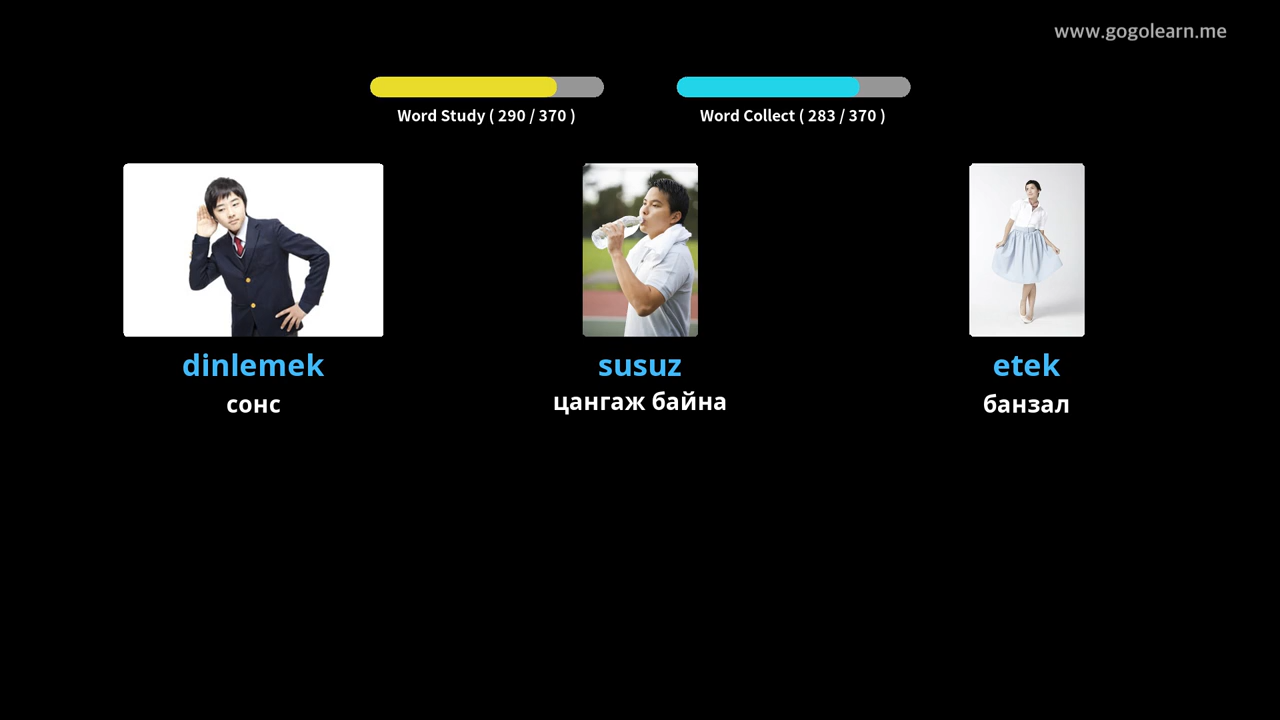 www.gogolearn.me
Word Study ( 290 / 370 )
Word Collect ( 283 / 370 )
dinlemek
susuz
etek
сонс
цангаж байна
банзал